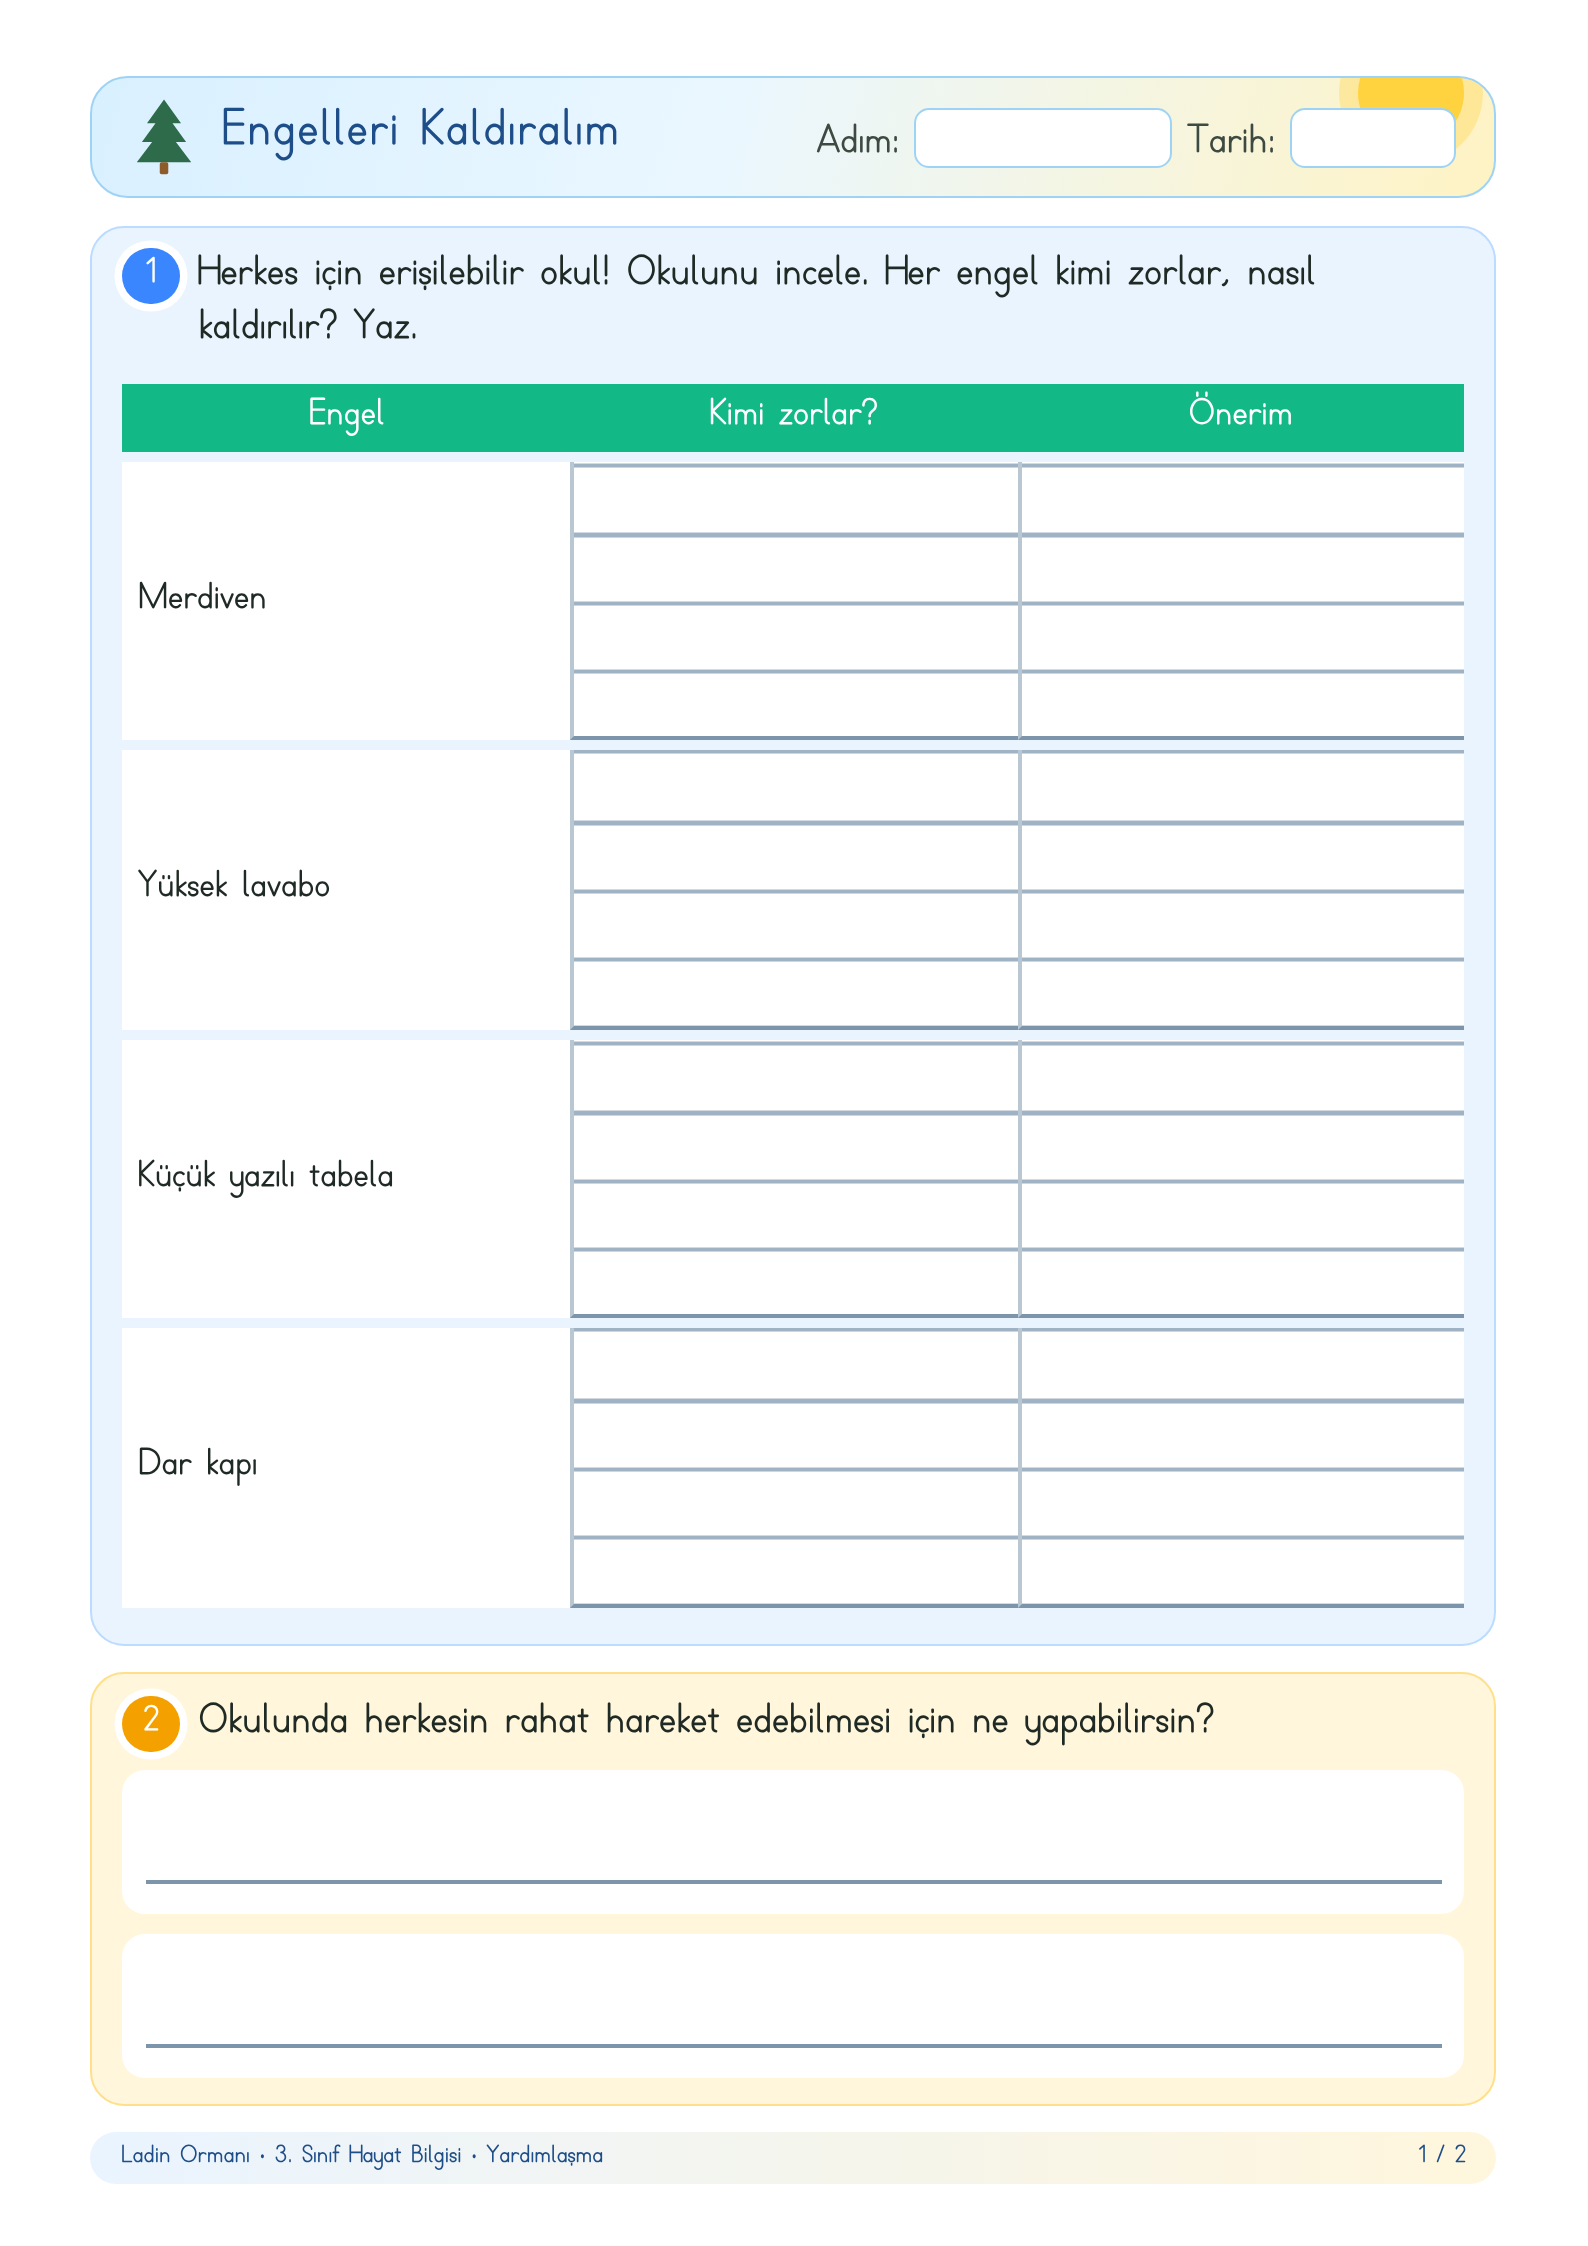 Engelleri Kaldıralım
Adım:
Tarih:
1
Herkes için erişilebilir okul! Okulunu incele. Her engel kimi zorlar, nasıl
kaldırılır? Yaz.
Engel Kimi zorlar? Önerim
Merdiven
Yüksek lavabo
Küçük yazılı tabela
Dar kapı
2
Okulunda herkesin rahat hareket edebilmesi için ne yapabilirsin?
Ladin Ormanı • 3. Sınıf Hayat Bilgisi • Yardımlaşma
1 / 2